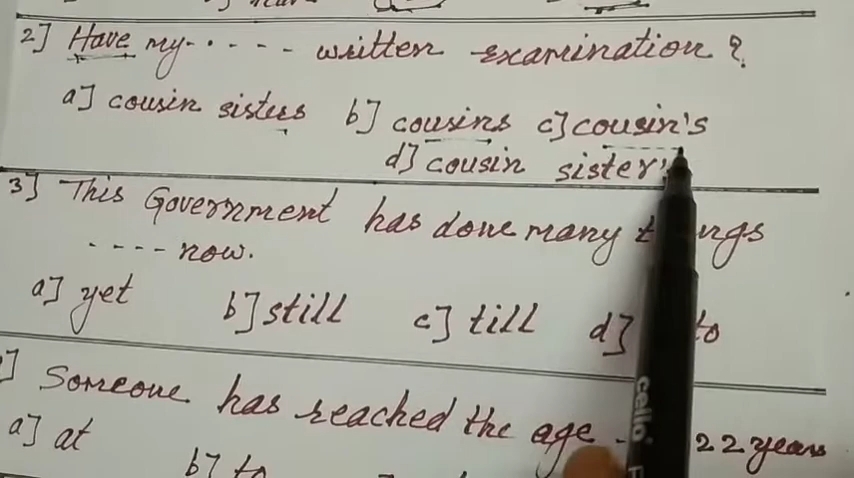 2] Have my - · - - - written examination ?
a] cousin sisters b] cousins c] cousin's
d] cousin sister's
3] This Government has done many
- - - - now.
a] yet b] still c] till d] to
Someone has reached the age - 22 years
a] at
b] to
cello